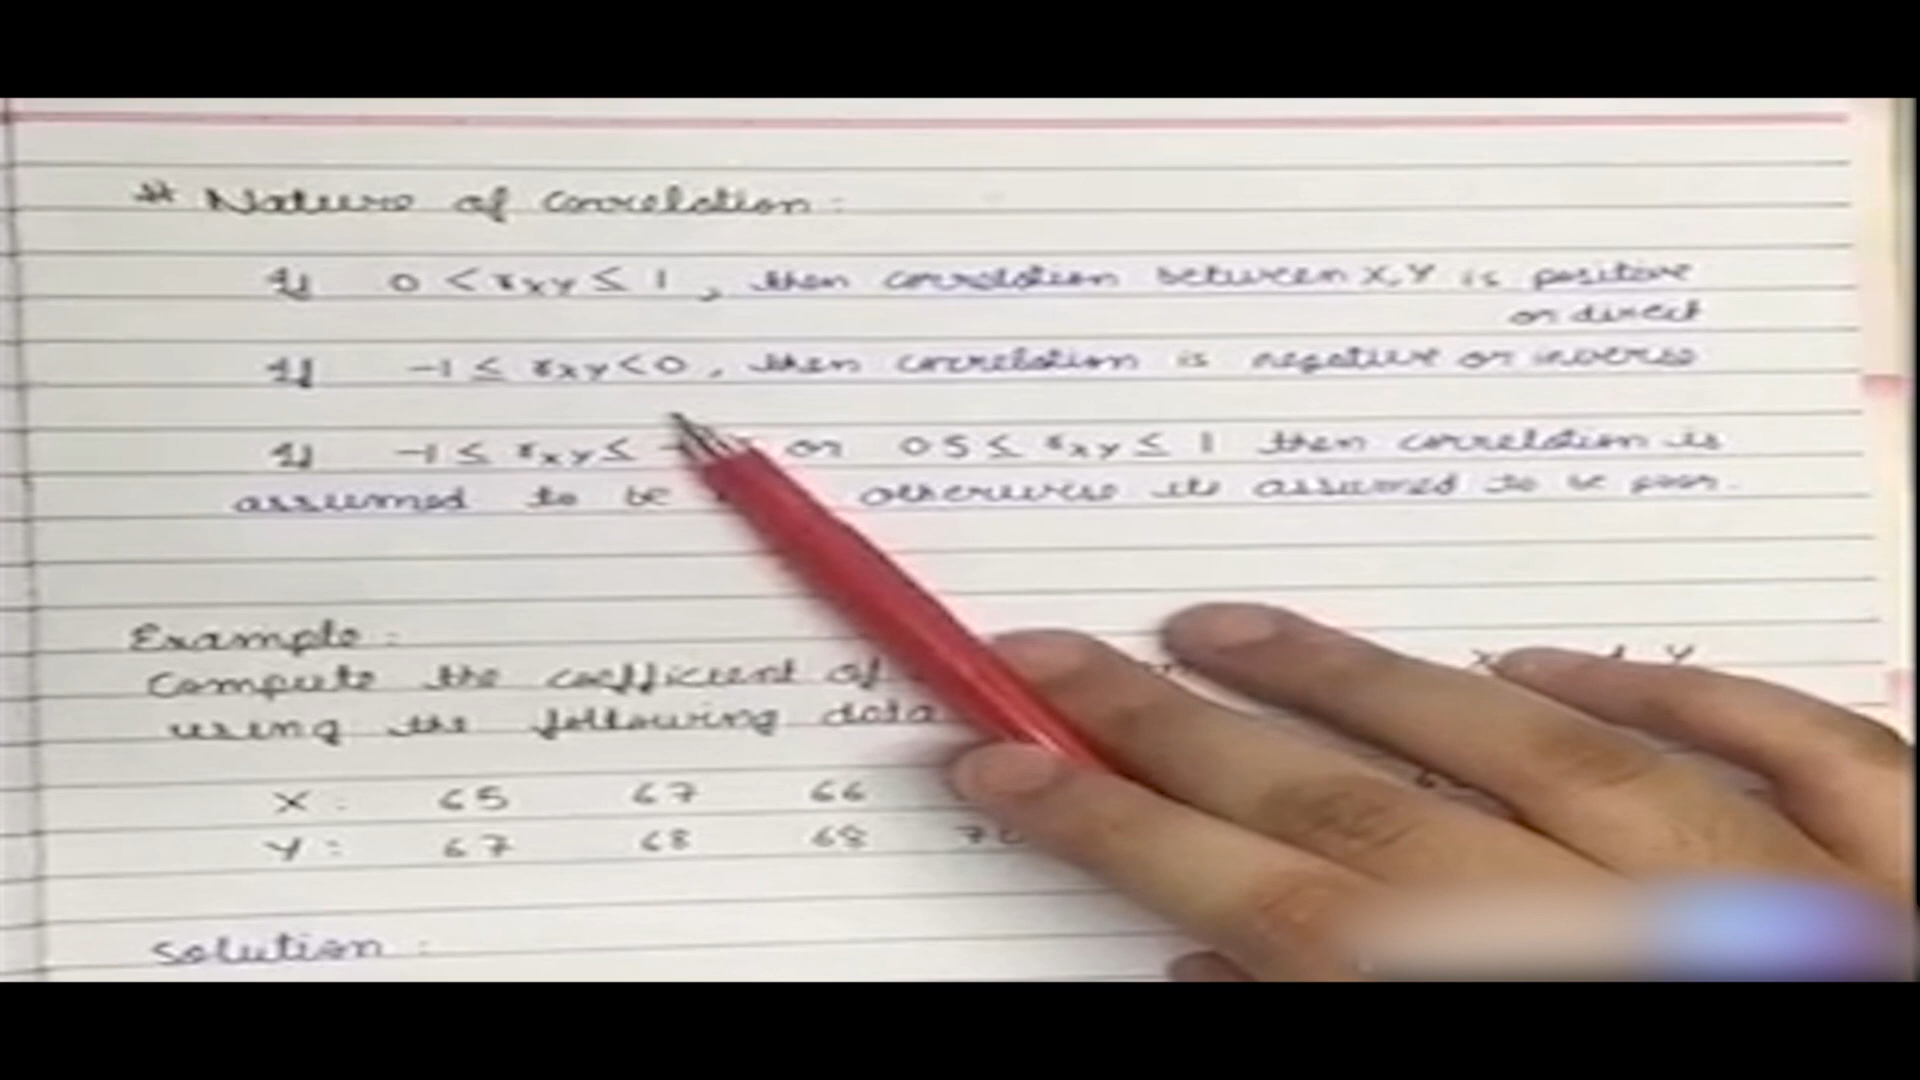 # Nature of correlation:
If 0 < rxy ≤ 1, then correlation between X, Y is positive
or direct
If -1 ≤ rxy < 0, then correlation is negative or inverse
If -1 ≤ rxy ≤ - or 0.5 ≤ rxy ≤ 1 then correlation is
assumed to be otherwise its assumed to be poor.
Example:
Compute the coefficient of X Y
using the following data
X: 65 67 66
Y: 67 68 68 70
Solution: